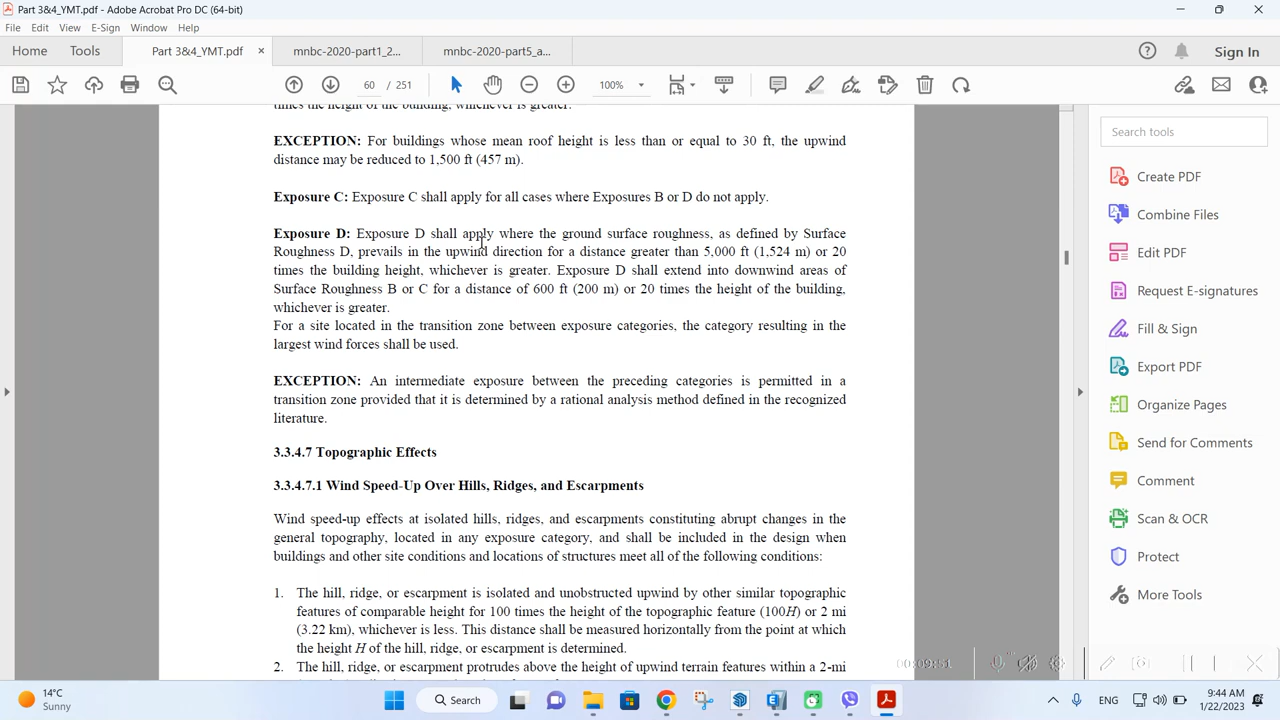 Part 3&4_YMT.pdf - Adobe Acrobat Pro DC (64-bit)
File Edit View E-Sign Window Help
Home Tools Part 3&4_YMT.pdf × mnbc-2020-part1_2... mnbc-2020-part5_a... Sign In
60 / 251 100%
times the height of the building, whichever is greater.
EXCEPTION: For buildings whose mean roof height is less than or equal to 30 ft, the upwind
distance may be reduced to 1,500 ft (457 m).
Exposure C: Exposure C shall apply for all cases where Exposures B or D do not apply.
Exposure D: Exposure D shall apply where the ground surface roughness, as defined by Surface
Roughness D, prevails in the upwind direction for a distance greater than 5,000 ft (1,524 m) or 20
times the building height, whichever is greater. Exposure D shall extend into downwind areas of
Surface Roughness B or C for a distance of 600 ft (200 m) or 20 times the height of the building,
whichever is greater.
For a site located in the transition zone between exposure categories, the category resulting in the
largest wind forces shall be used.
EXCEPTION: An intermediate exposure between the preceding categories is permitted in a
transition zone provided that it is determined by a rational analysis method defined in the recognized
literature.
3.3.4.7 Topographic Effects
3.3.4.7.1 Wind Speed-Up Over Hills, Ridges, and Escarpments
Wind speed-up effects at isolated hills, ridges, and escarpments constituting abrupt changes in the
general topography, located in any exposure category, and shall be included in the design when
buildings and other site conditions and locations of structures meet all of the following conditions:
1. The hill, ridge, or escarpment is isolated and unobstructed upwind by other similar topographic
features of comparable height for 100 times the height of the topographic feature (100H) or 2 mi
(3.22 km), whichever is less. This distance shall be measured horizontally from the point at which
the height H of the hill, ridge, or escarpment is determined.
2. The hill, ridge, or escarpment protrudes above the height of upwind terrain features within a 2-mi
Search tools
Create PDF
Combine Files
Edit PDF
Request E-signatures
Fill & Sign
Export PDF
Organize Pages
Send for Comments
Comment
Scan & OCR
Protect
More Tools
00:09:51
14°C
Sunny
Search
ENG
9:44 AM
1/22/2023